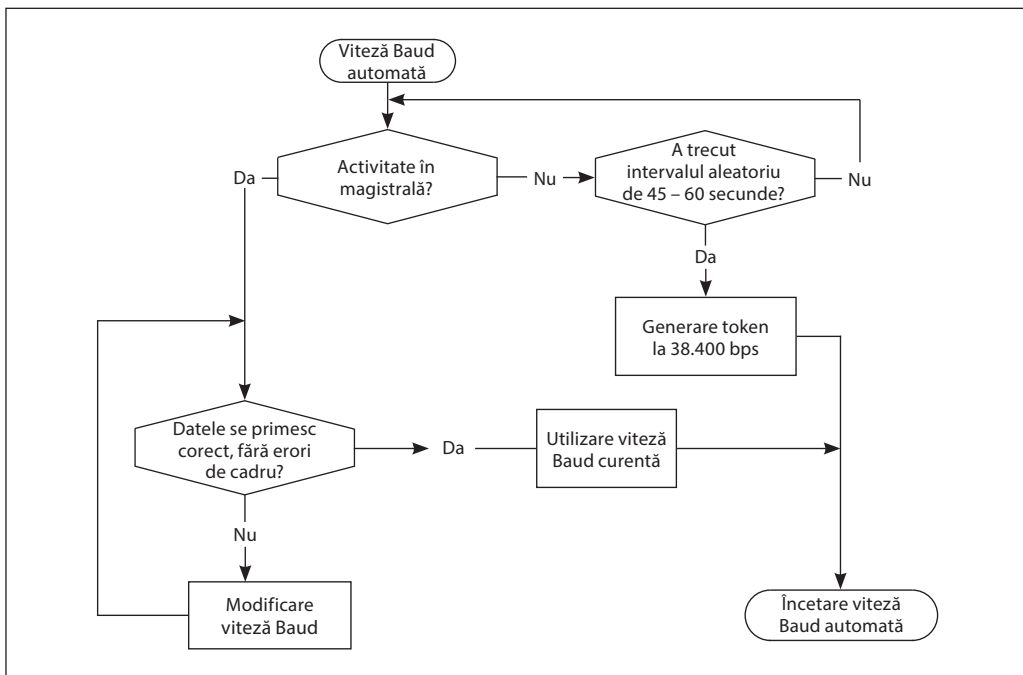 Viteză Baud
automată
Activitate în
magistrală?
Da
Nu
A trecut
intervalul aleatoriu
de 45 – 60 secunde?
Nu
Da
Generare token
la 38.400 bps
Datele se primesc
corect, fără erori
de cadru?
Da
Utilizare viteză
Baud curentă
Nu
Modificare
viteză Baud
Încetare viteză
Baud automată